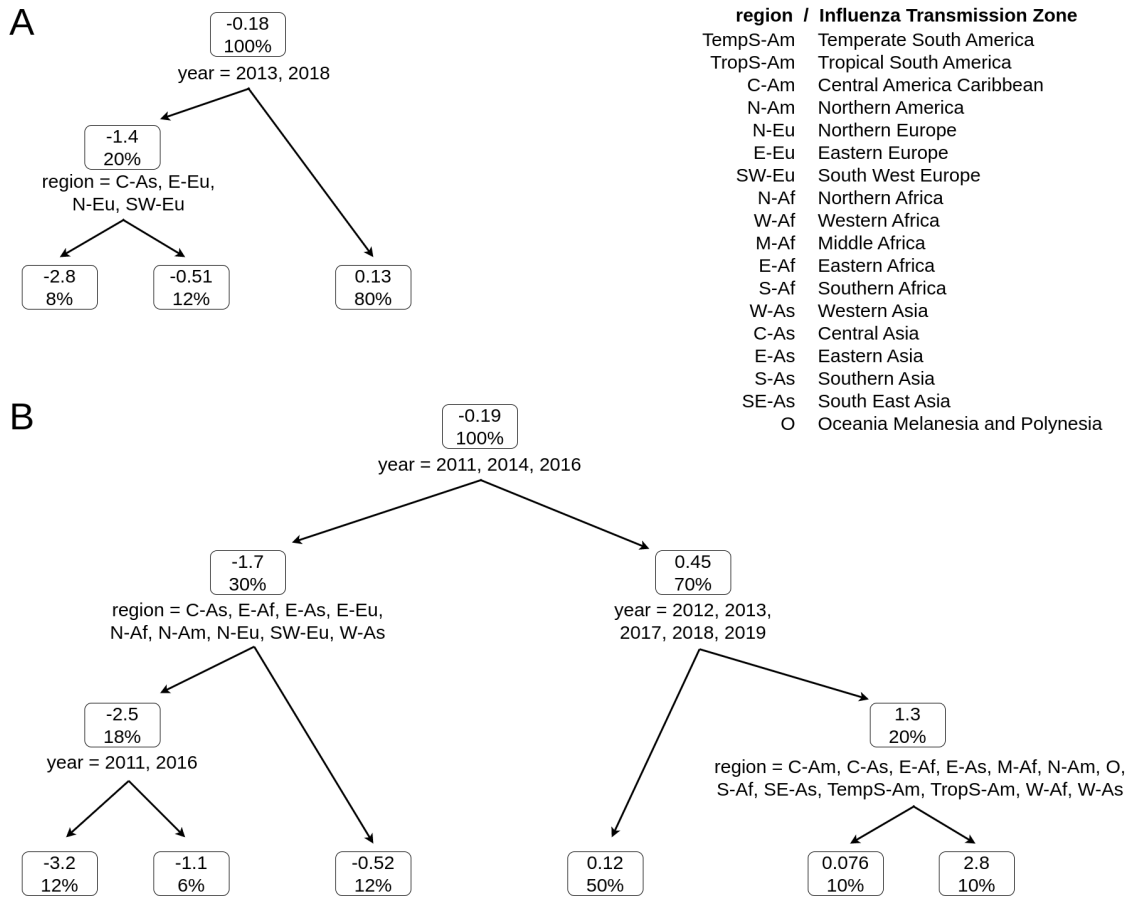 A
-0.18
100%
year = 2013, 2018
-1.4
20%
region = C-As, E-Eu,
N-Eu, SW-Eu
-2.8
8%
-0.51
12%
0.13
80%
region / Influenza Transmission Zone
TempS-Am Temperate South America
TropS-Am Tropical South America
C-Am Central America Caribbean
N-Am Northern America
N-Eu Northern Europe
E-Eu Eastern Europe
SW-Eu South West Europe
N-Af Northern Africa
W-Af Western Africa
M-Af Middle Africa
E-Af Eastern Africa
S-Af Southern Africa
W-As Western Asia
C-As Central Asia
E-As Eastern Asia
S-As Southern Asia
SE-As South East Asia
O Oceania Melanesia and Polynesia
B
-0.19
100%
year = 2011, 2014, 2016
-1.7
30%
region = C-As, E-Af, E-As, E-Eu,
N-Af, N-Am, N-Eu, SW-Eu, W-As
0.45
70%
year = 2012, 2013,
2017, 2018, 2019
-2.5
18%
year = 2011, 2016
1.3
20%
region = C-Am, C-As, E-Af, E-As, M-Af, N-Am, O,
S-Af, SE-As, TempS-Am, TropS-Am, W-Af, W-As
-3.2
12%
-1.1
6%
-0.52
12%
0.12
50%
0.076
10%
2.8
10%